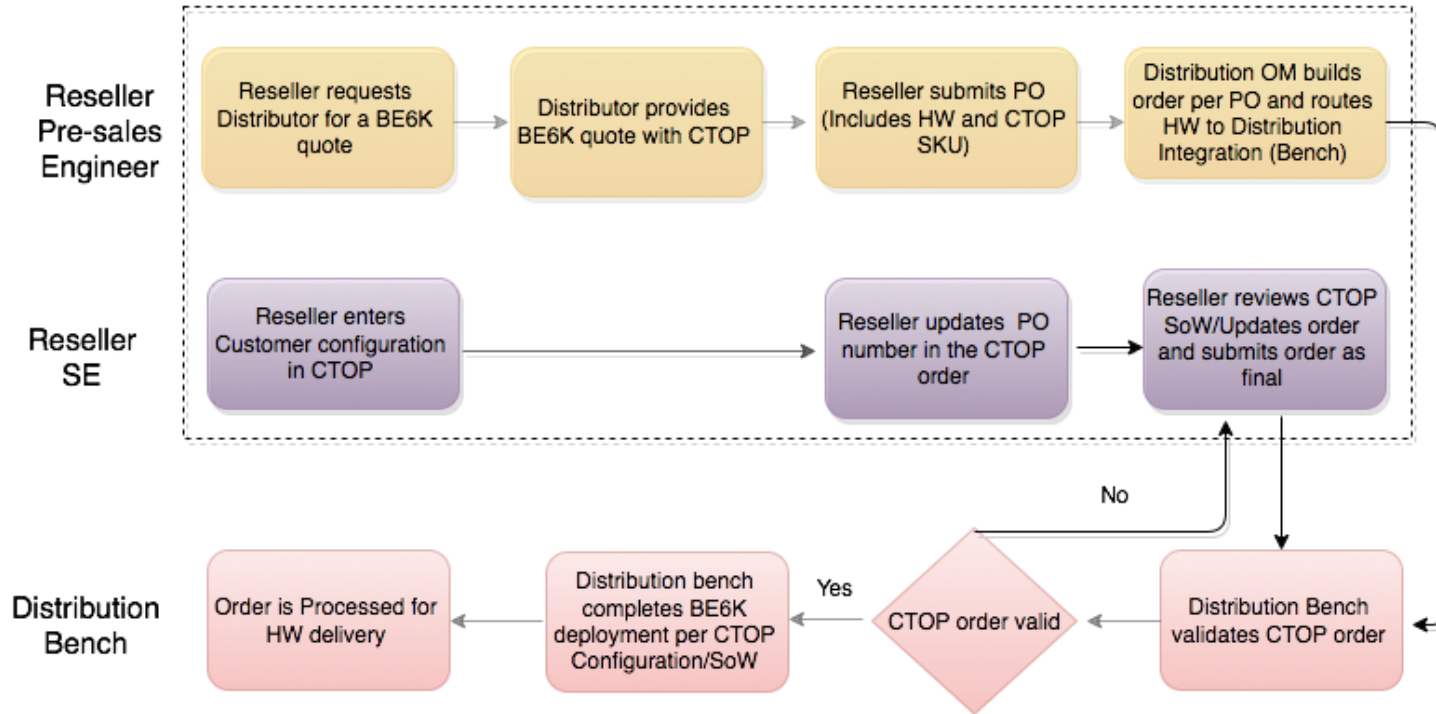 Reseller
Pre-sales
Engineer
Reseller requests
Distributor for a BE6K
quote
Distributor provides
BE6K quote with CTOP
Reseller submits PO
(Includes HW and CTOP
SKU)
Distribution OM builds
order per PO and routes
HW to Distribution
Integration (Bench)
Reseller
SE
Reseller enters
Customer configuration
in CTOP
Reseller updates PO
number in the CTOP
order
Reseller reviews CTOP
SoW/Updates order
and submits order as
final
No
Distribution
Bench
Order is Processed for
HW delivery
Distribution bench
completes BE6K
deployment per CTOP
Configuration/SoW
Yes
CTOP order valid
Distribution Bench
validates CTOP order